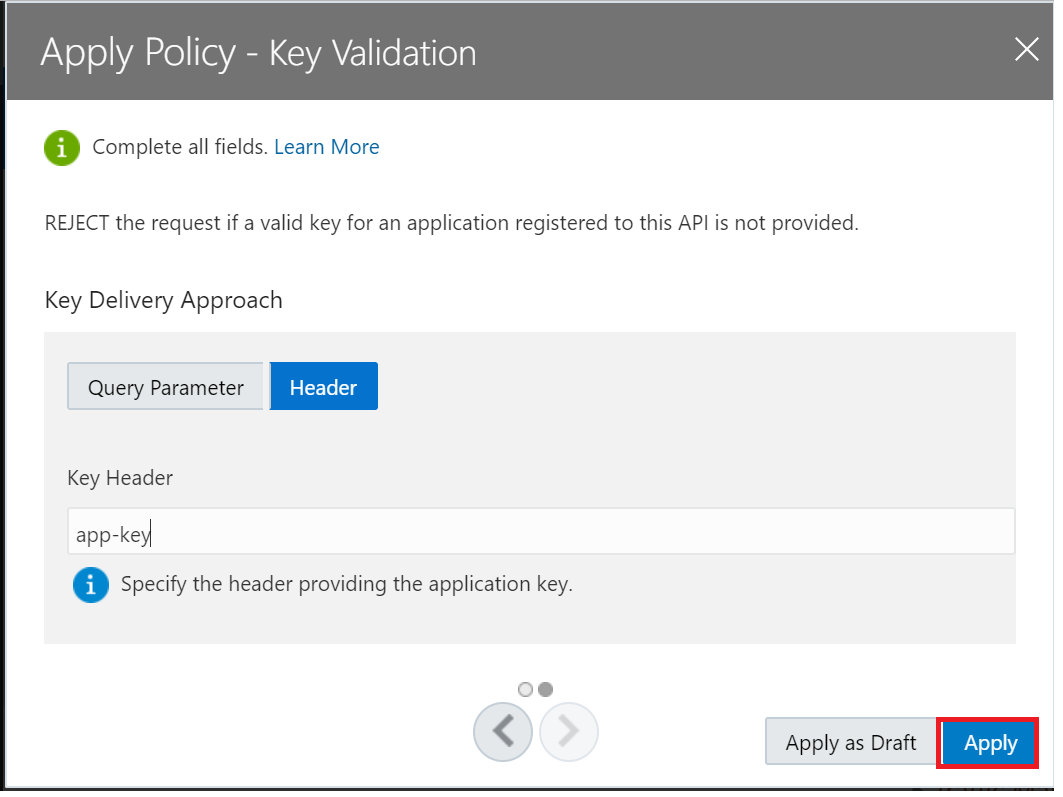 Apply Policy - Key Validation
Complete all fields. Learn More
REJECT the request if a valid key for an application registered to this API is not provided.
Key Delivery Approach
Query Parameter Header
Key Header
app-key
Specify the header providing the application key.
Apply as Draft Apply